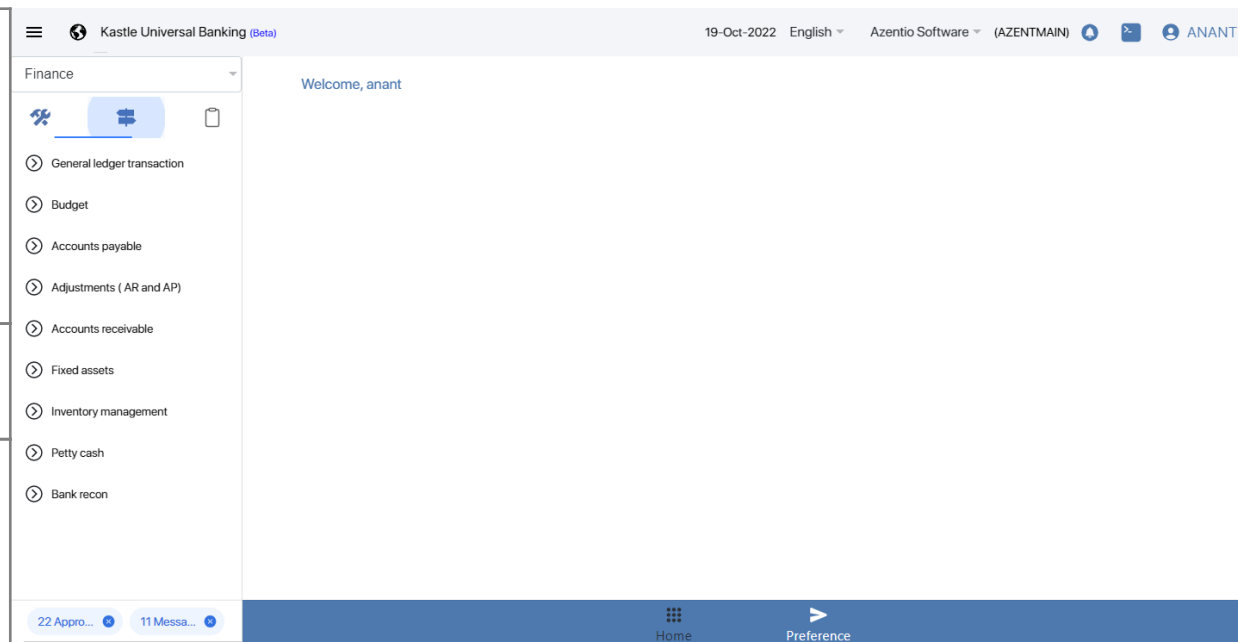 Kastle Universal Banking (Beta)
19-Oct-2022 English Azentio Software (AZENTMAIN) ANANT
Finance
Welcome, anant
General ledger transaction
Budget
Accounts payable
Adjustments ( AR and AP)
Accounts receivable
Fixed assets
Inventory management
Petty cash
Bank recon
22 Appro... 11 Messa...
Home Preference